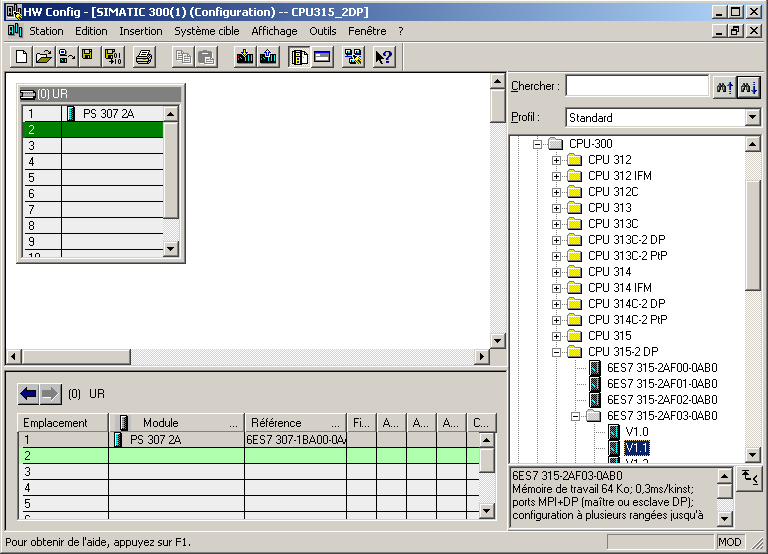 HW Config - [SIMATIC 300(1) (Configuration) -- CPU315_2DP]
Station Edition Insertion Système cible Affichage Outils Fenêtre ?
(0) UR
1 PS 307 2A
2
3
4
5
6
7
8
9
10
Chercher :
Profil : Standard
CPU-300
CPU 312
CPU 312 IFM
CPU 312C
CPU 313
CPU 313C
CPU 313C-2 DP
CPU 313C-2 PtP
CPU 314
CPU 314 IFM
CPU 314C-2 DP
CPU 314C-2 PtP
CPU 315
CPU 315-2 DP
6ES7 315-2AF00-0AB0
6ES7 315-2AF01-0AB0
6ES7 315-2AF02-0AB0
6ES7 315-2AF03-0AB0
V1.0
V1.1
V1.2
(0) UR
Emplacement Module ... Référence ... Fi... A... A... A... C...
1 PS 307 2A 6ES7 307-1BA00-0A
2
3
4
5
6
6ES7 315-2AF03-0AB0
Mémoire de travail 64 Ko; 0,3ms/kinst;
ports MPI+DP (maître ou esclave DP);
configuration à plusieurs rangées jusqu'à
Pour obtenir de l'aide, appuyez sur F1.
MOD